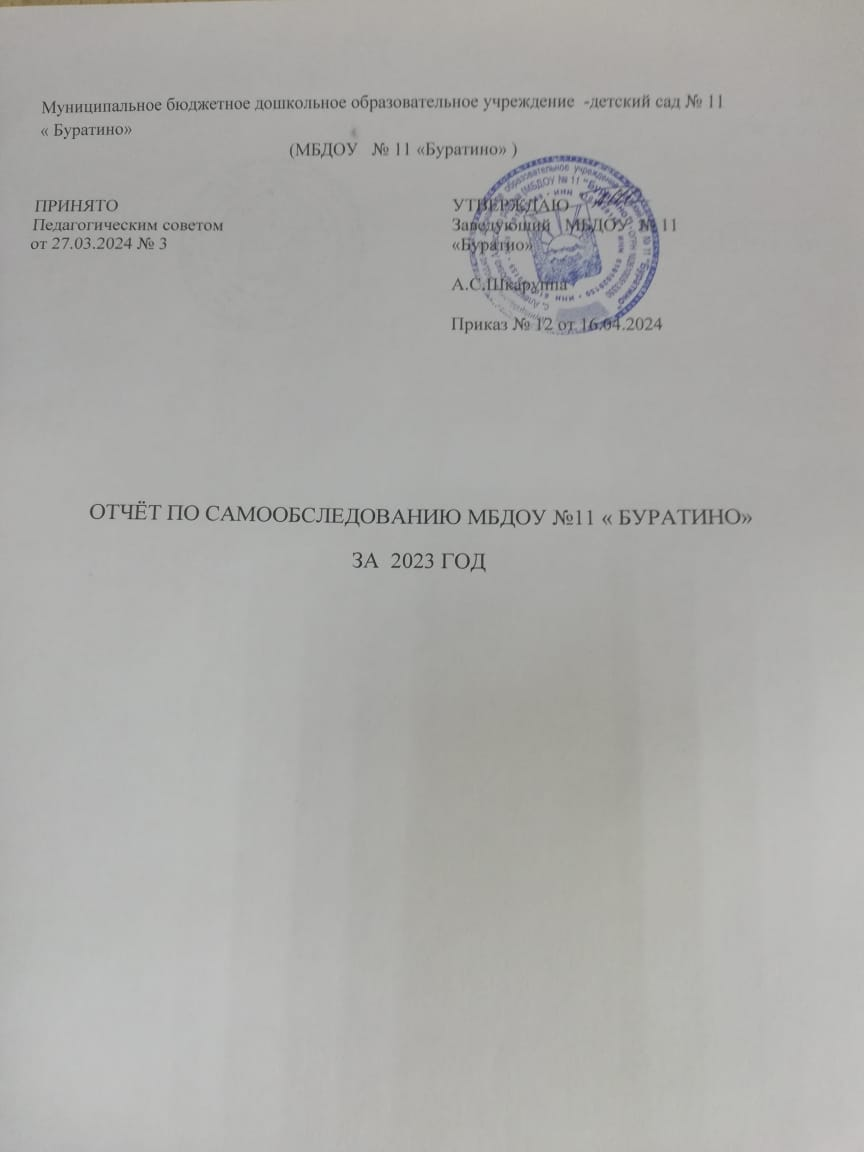 Муниципальное бюджетное дошкольное образовательное учреждение -детский сад № 11
« Буратино»
(МБДОУ № 11 «Буратино» )
ПРИНЯТО
Педагогическим советом
от 27.03.2024 № 3
УТВЕРЖДАЮ
Заведующий МБДОУ № 11
«Буратио»
А.С.Шкаруппа
Приказ № 12 от 16.04.2024
ОТЧЁТ ПО САМООБСЛЕДОВАНИЮ МБДОУ №11 « БУРАТИНО»
ЗА 2023 ГОД